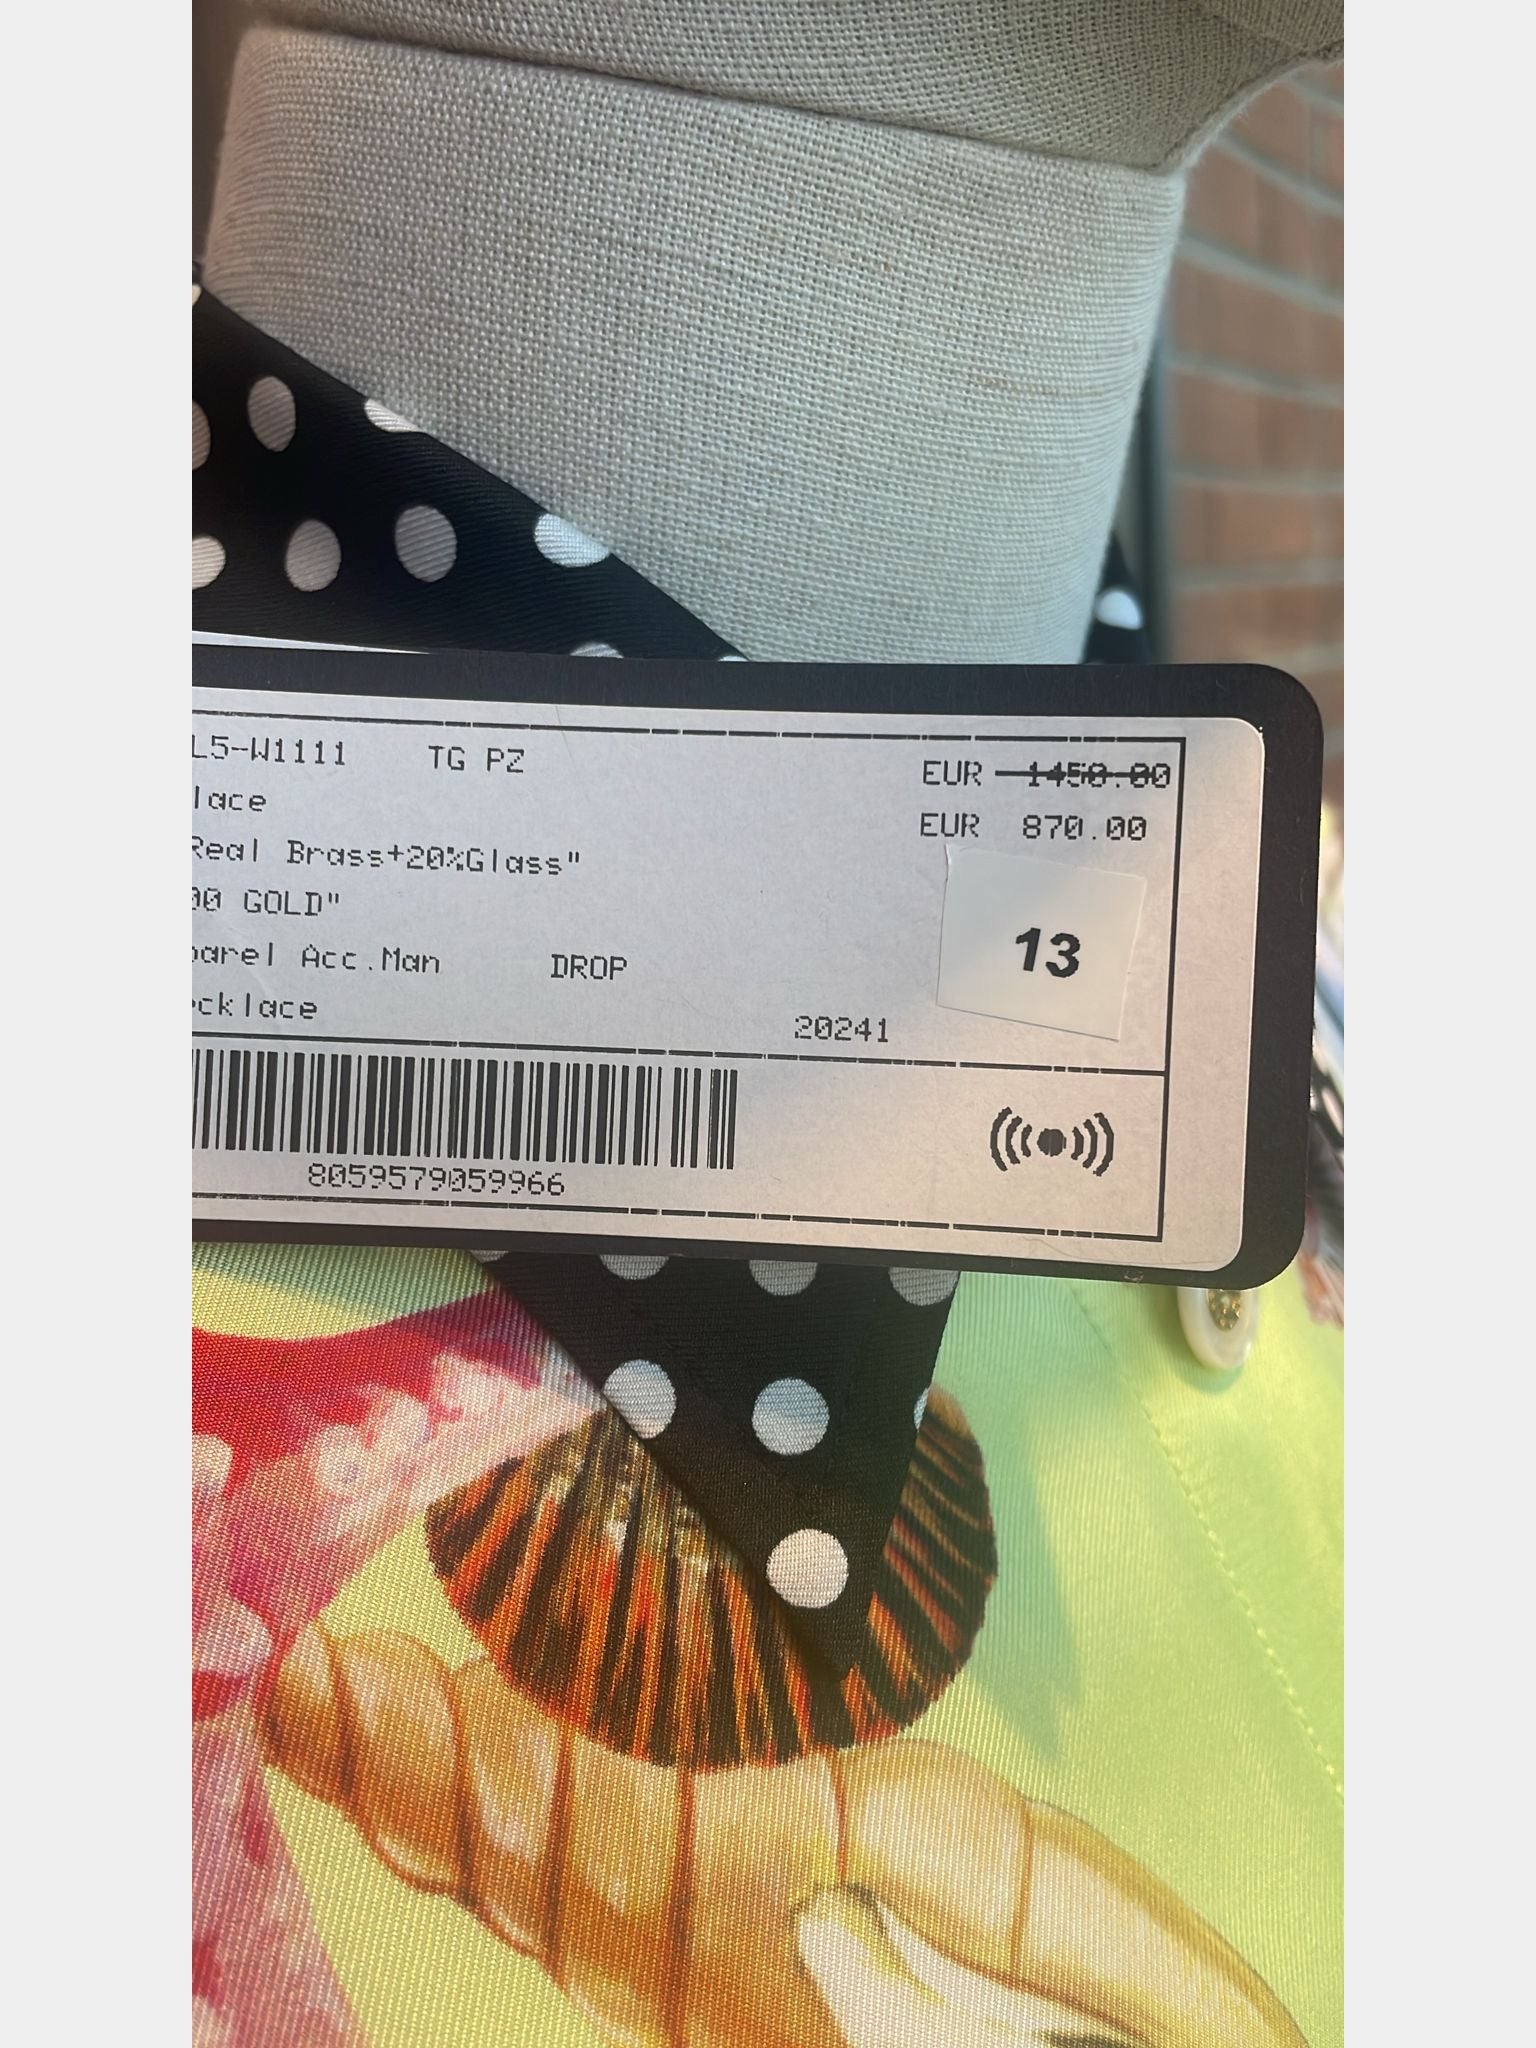 L5-W1111 TG PZ EUR 1450.00
lace EUR 870.00
Real Brass+20%Glass"
00 GOLD"
13
parel Acc.Man DROP
ecklace 20241
8059579059966